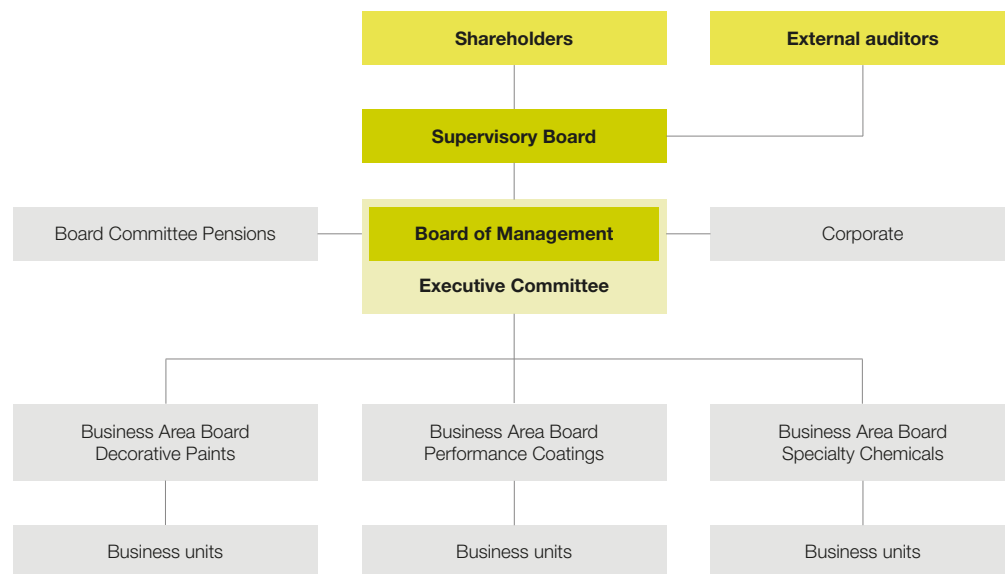 Shareholders
External auditors
Supervisory Board
Board Committee Pensions
Board of Management
Corporate
Executive Committee
Business Area Board
Decorative Paints
Business Area Board
Performance Coatings
Business Area Board
Specialty Chemicals
Business units
Business units
Business units